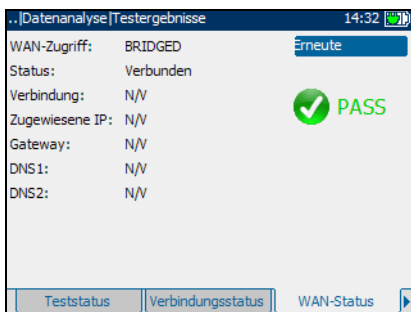 ..|Datenanalyse|Testergebnisse 14:32
WAN-Zugriff: BRIDGED
Erneute
Status: Verbunden
Verbindung: N/V
PASS
Zugewiesene IP: N/V
Gateway: N/V
DNS1: N/V
DNS2: N/V
Teststatus Verbindungsstatus WAN-Status